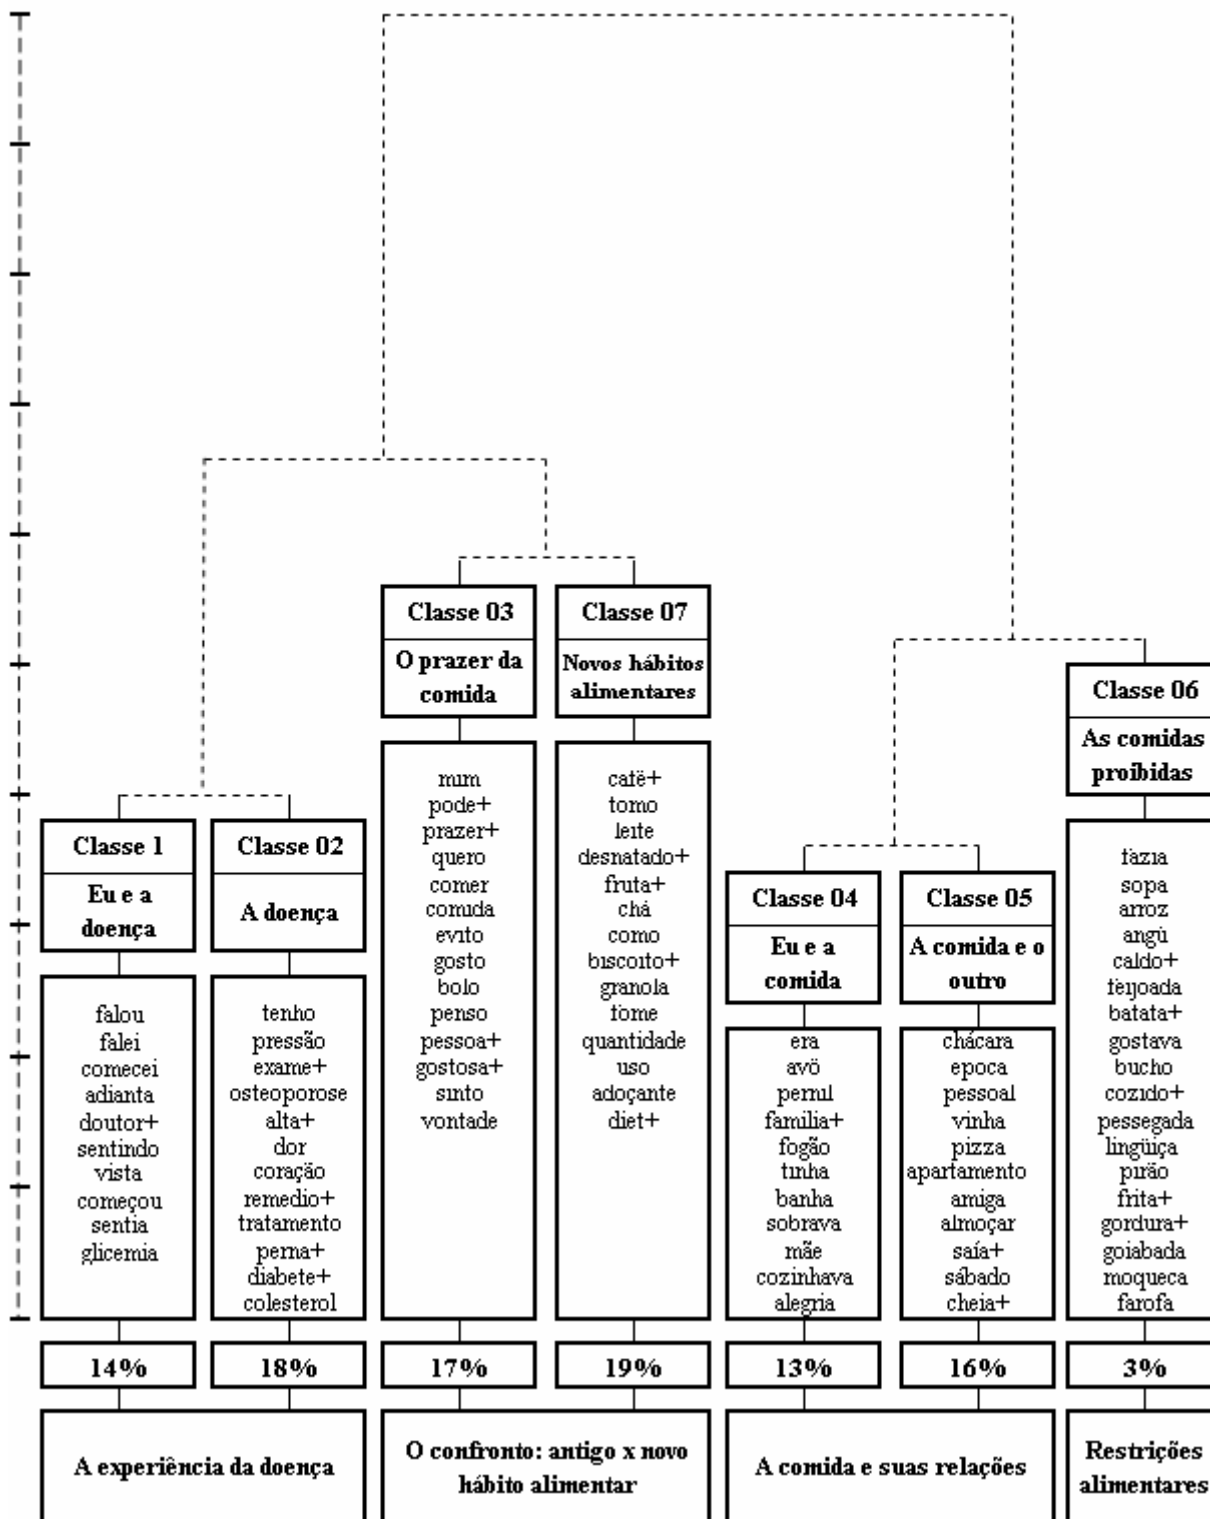 Classe 03
O prazer da
comida
mim
pode+
prazer+
quero
comer
comida
evito
gosto
bolo
penso
pessoa+
gostosa+
sinto
vontade
Classe 07
Novos hábitos
alimentares
café+
tomo
leite
desnatado+
fruta+
chá
como
biscoito+
granola
tome
quantidade
uso
adoçante
diet+
Classe 06
As comidas
proibidas
fazia
sopa
arroz
angú
caldo+
feijoada
batata+
gostava
bucho
cozido+
pessegada
lingüiça
pirão
frita+
gordura+
goiabada
moqueca
farofa
Classe 1
Eu e a
doença
falou
falei
comecei
adianta
doutor+
sentindo
vista
começou
sentia
glicemia
Classe 02
A doença
tenho
pressão
exame+
osteoporose
alta+
dor
coração
remedio+
tratamento
perna+
diabete+
colesterol
Classe 04
Eu e a
comida
era
avó
pernil
familia+
fogão
tinha
banha
sobrava
mãe
cozinhava
alegria
Classe 05
A comida e o
outro
chácara
epoca
pessoal
vinha
pizza
apartamento
amiga
almoçar
saía+
sábado
cheia+
14%
18%
17%
19%
13%
16%
3%
A experiência da doença
O confronto: antigo x novo
hábito alimentar
A comida e suas relações
Restrições
alimentares